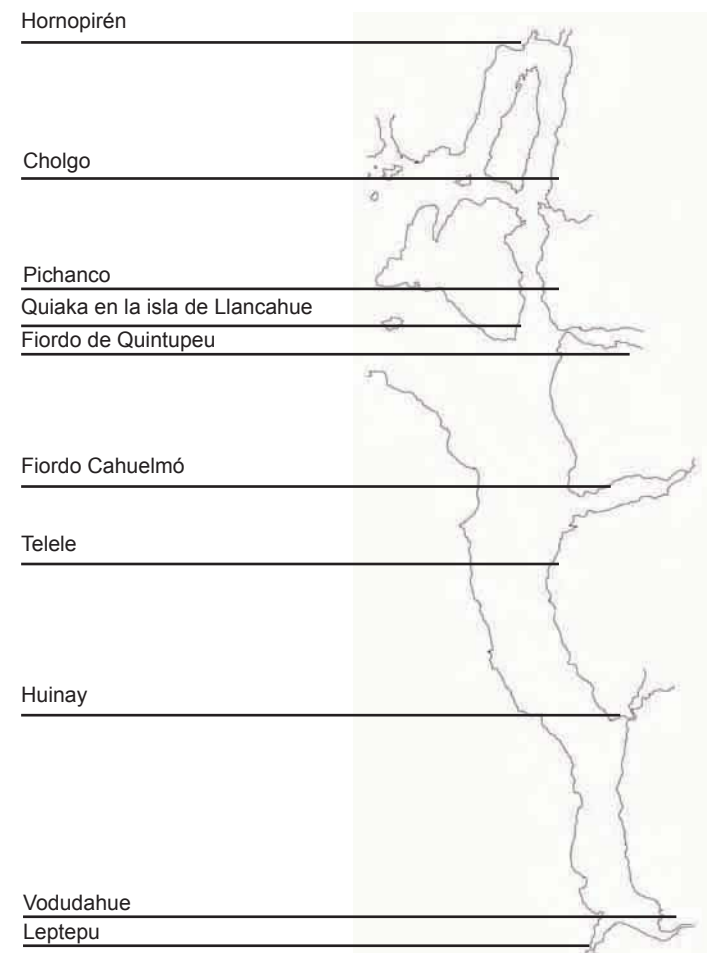 Hornopirén
Cholgo
Pichanco
Quiaka en la isla de Llancahue
Fiordo de Quintupeu
Fiordo Cahuelmó
Telele
Huinay
Vodudahue
Leptepu